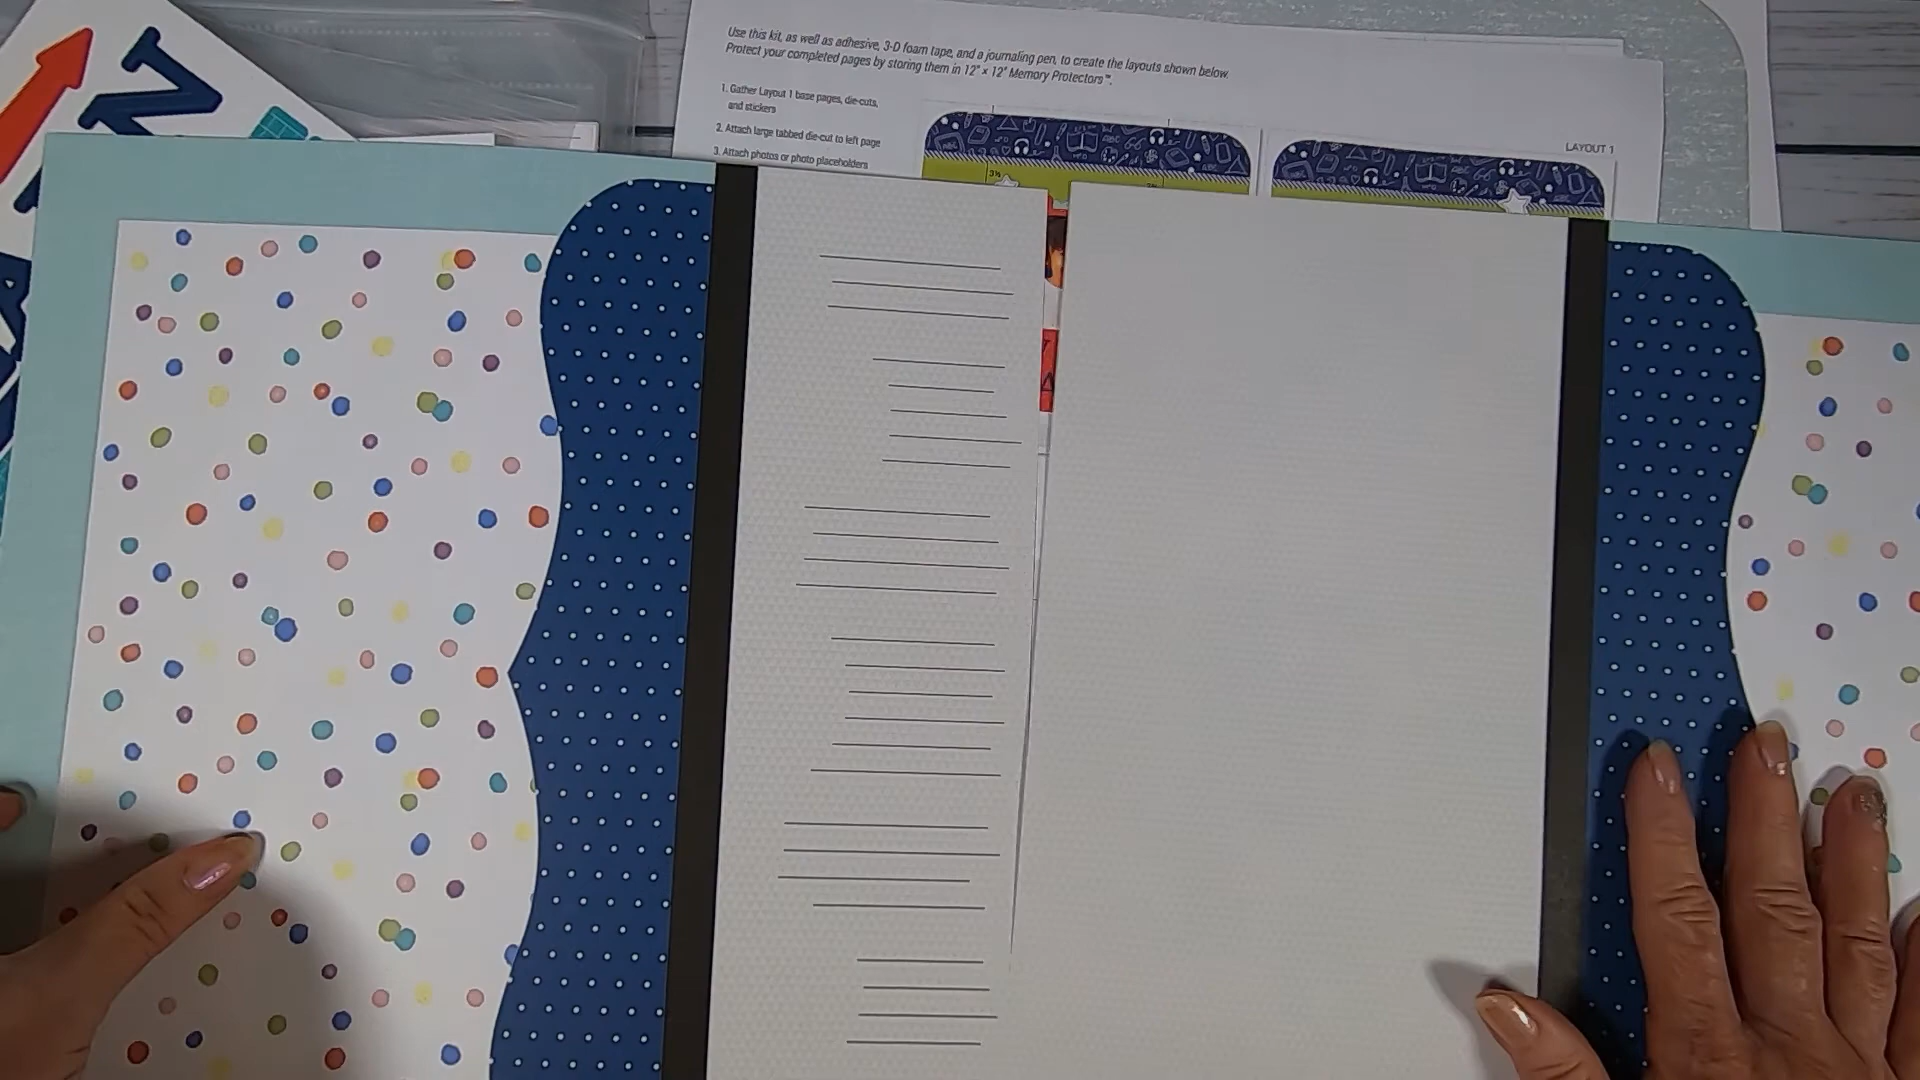 Use this kit, as well as adhesive, 3-D foam tape, and a journaling pen, to create the layouts shown below.
Protect your completed pages by storing them in 12" × 12" Memory Protectors™.
1. Gather Layout 1 base pages, die-cuts,
and stickers
2. Attach large tabbed die-cut to left page
3. Attach photos or photo placeholders
LAYOUT 1
3½
N